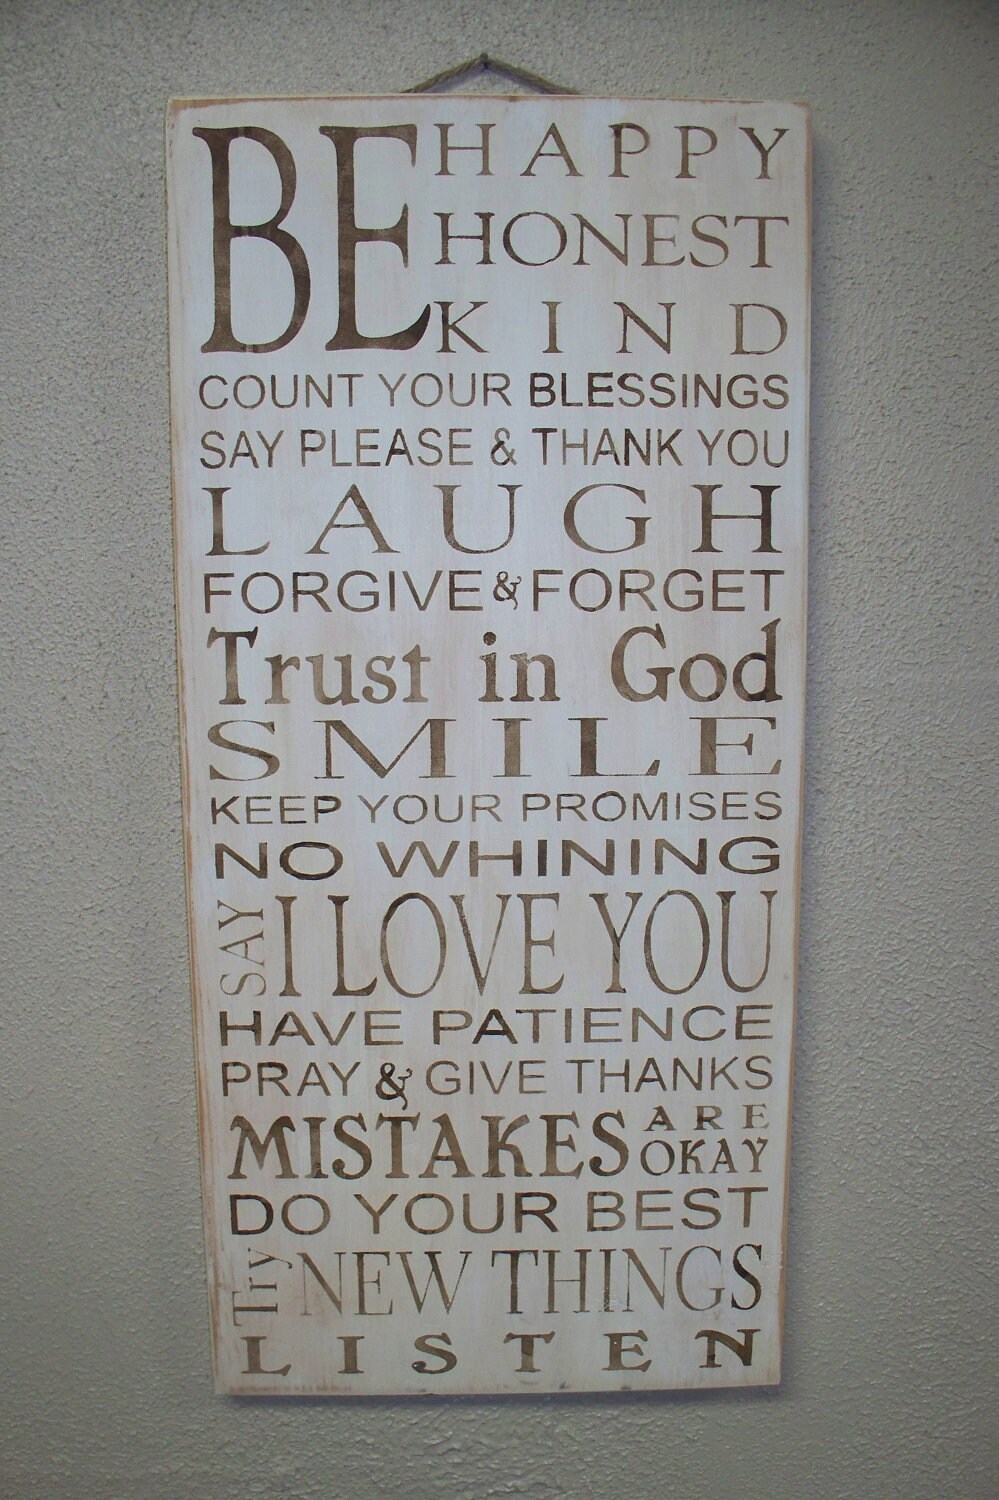 BE HAPPY
HONEST
KIND
COUNT YOUR BLESSINGS
SAY PLEASE & THANK YOU
LAUGH
FORGIVE & FORGET
Trust in God
SMILE
KEEP YOUR PROMISES
NO WHINING
SAY I LOVE YOU
HAVE PATIENCE
PRAY & GIVE THANKS
MISTAKES ARE
OKAY
DO YOUR BEST
Try NEW THINGS
LISTEN